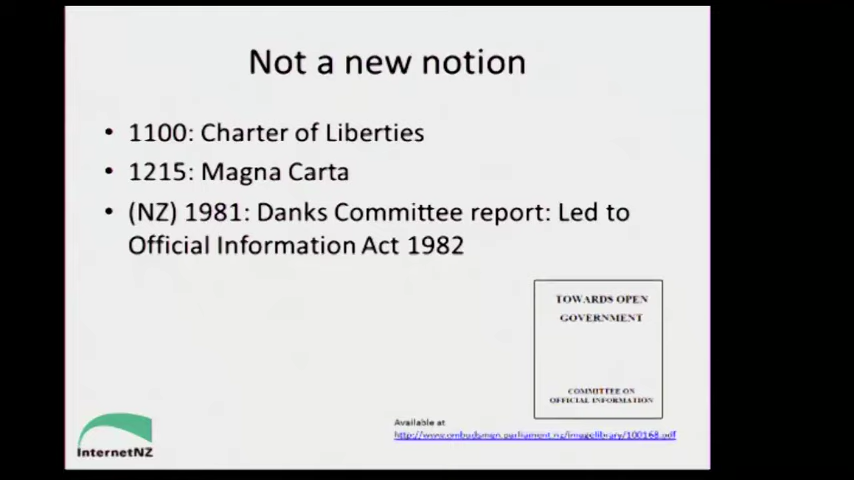 Not a new notion
• 1100: Charter of Liberties
• 1215: Magna Carta
• (NZ) 1981: Danks Committee report: Led to
Official Information Act 1982
TOWARDS OPEN
GOVERNMENT
COMMITTEE ON
OFFICIAL INFORMATION
Available at
http://www.ombudsmen.parliament.nz/imagelibrary/100168.pdf
InternetNZ